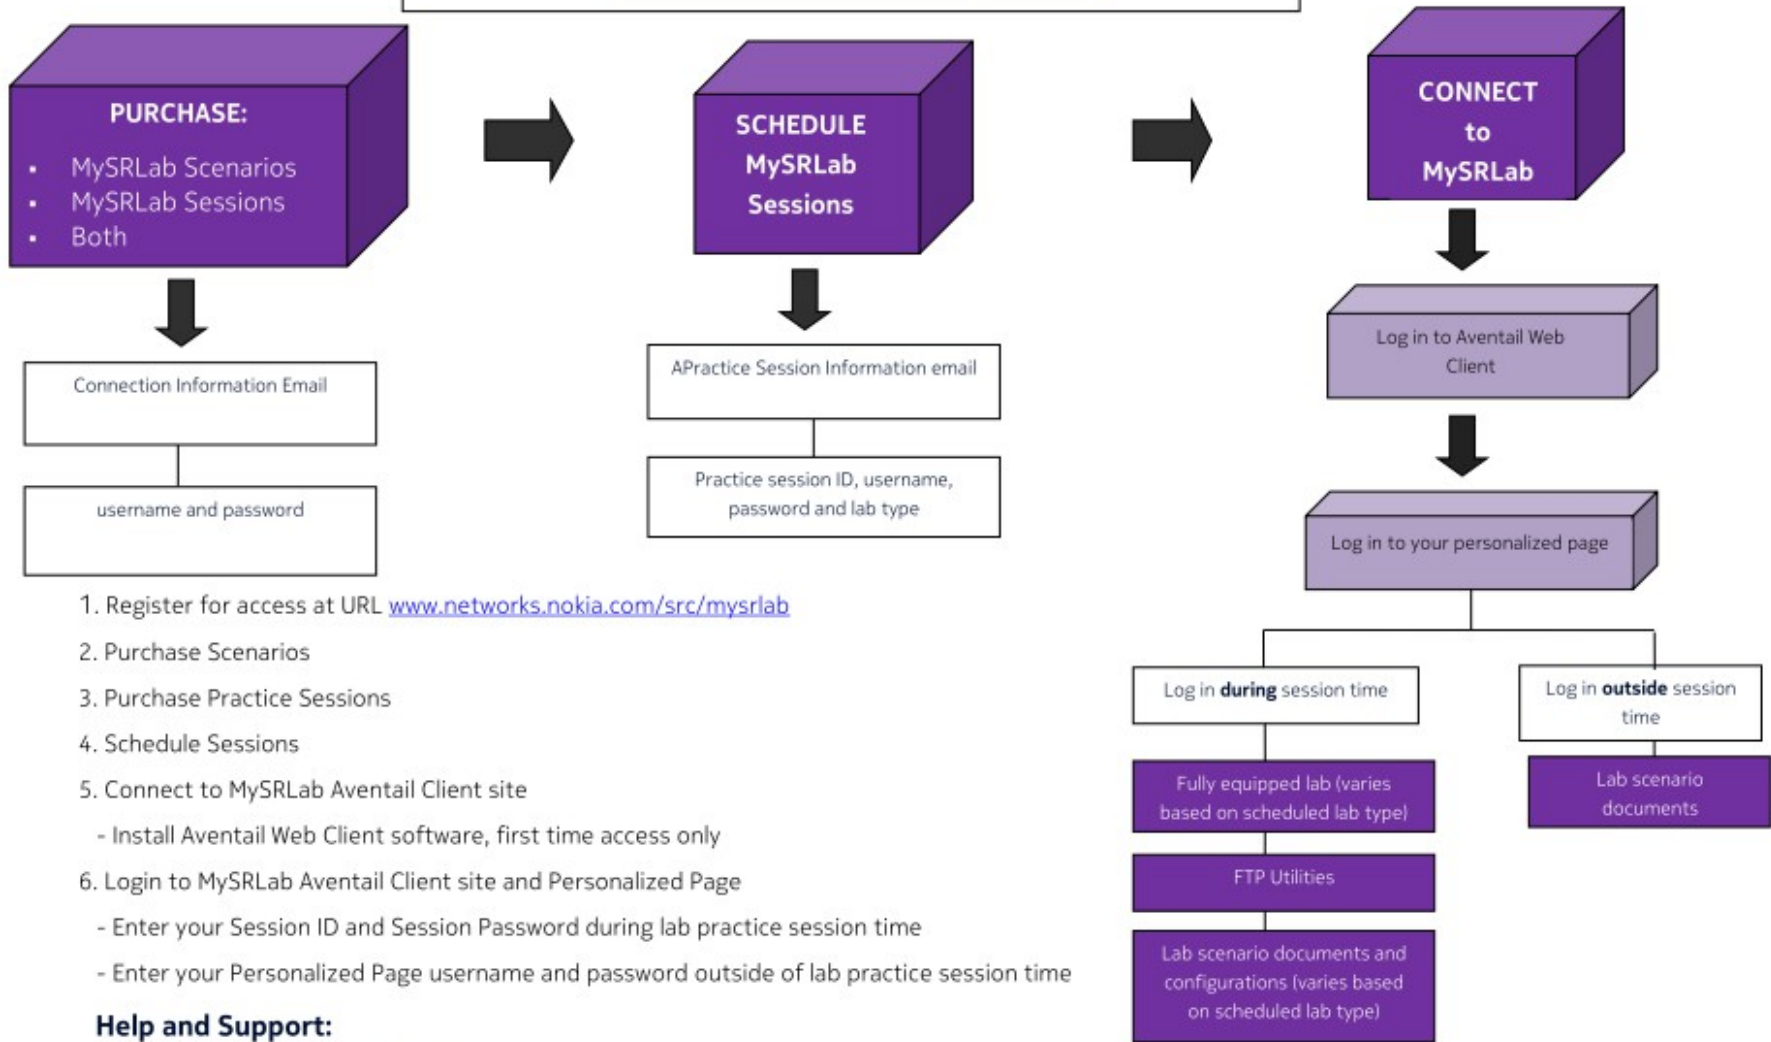 PURCHASE:
▪ MySRLab Scenarios
▪ MySRLab Sessions
▪ Both
SCHEDULE
MySRLab
Sessions
CONNECT
to
MySRLab
Connection Information Email
username and password
APractice Session Information email
Practice session ID, username,
password and lab type
Log in to Aventail Web
Client
Log in to your personalized page
Log in during session time
Log in outside session
time
Fully equipped lab (varies
based on scheduled lab type)
FTP Utilities
Lab scenario documents and
configurations (varies based
on scheduled lab type)
Lab scenario
documents
1. Register for access at URL www.networks.nokia.com/src/mysrlab
2. Purchase Scenarios
3. Purchase Practice Sessions
4. Schedule Sessions
5. Connect to MySRLab Aventail Client site
- Install Aventail Web Client software, first time access only
6. Login to MySRLab Aventail Client site and Personalized Page
- Enter your Session ID and Session Password during lab practice session time
- Enter your Personalized Page username and password outside of lab practice session time
Help and Support: